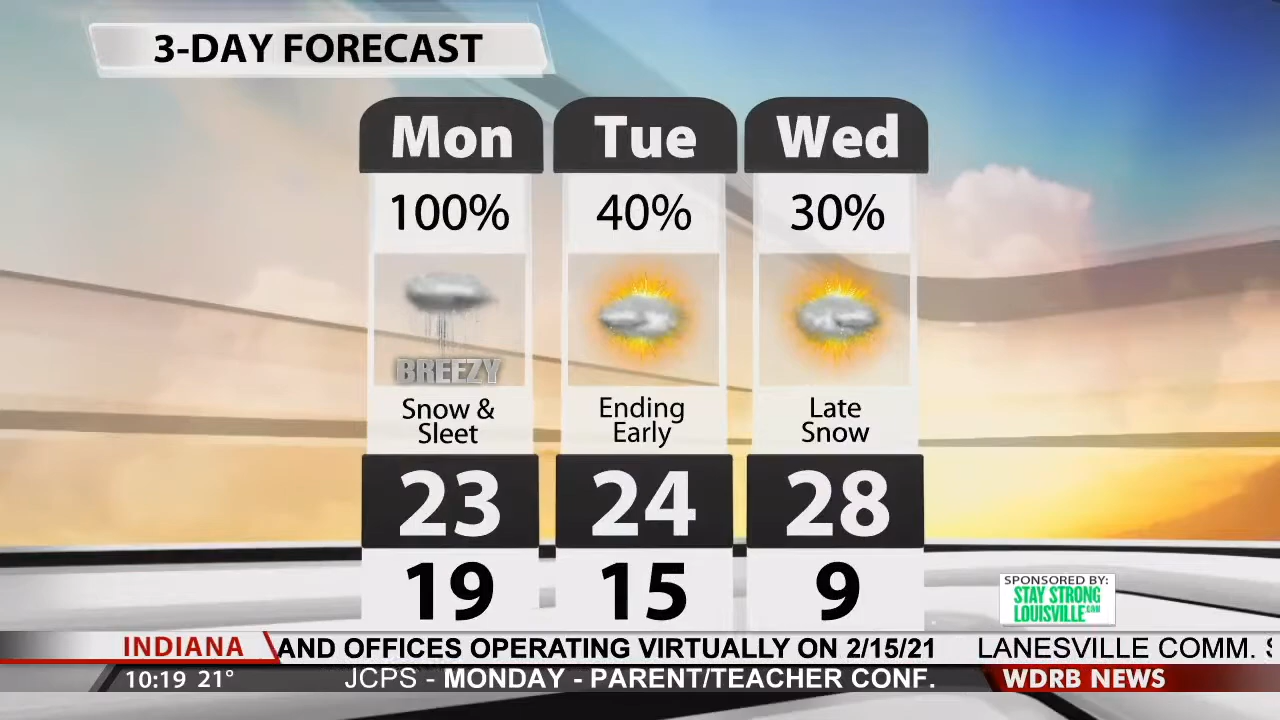 3-DAY FORECAST
Mon
Tue
Wed
100%
40%
30%
BREEZY
Snow &
Sleet
Ending
Early
Late
Snow
23
24
28
19
15
9
SPONSORED BY:
STAY STRONG
LOUISVILLE.COM
INDIANA
AND OFFICES OPERATING VIRTUALLY ON 2/15/21
LANESVILLE COMM. S
10:19 21°
JCPS - MONDAY - PARENT/TEACHER CONF.
WDRB NEWS